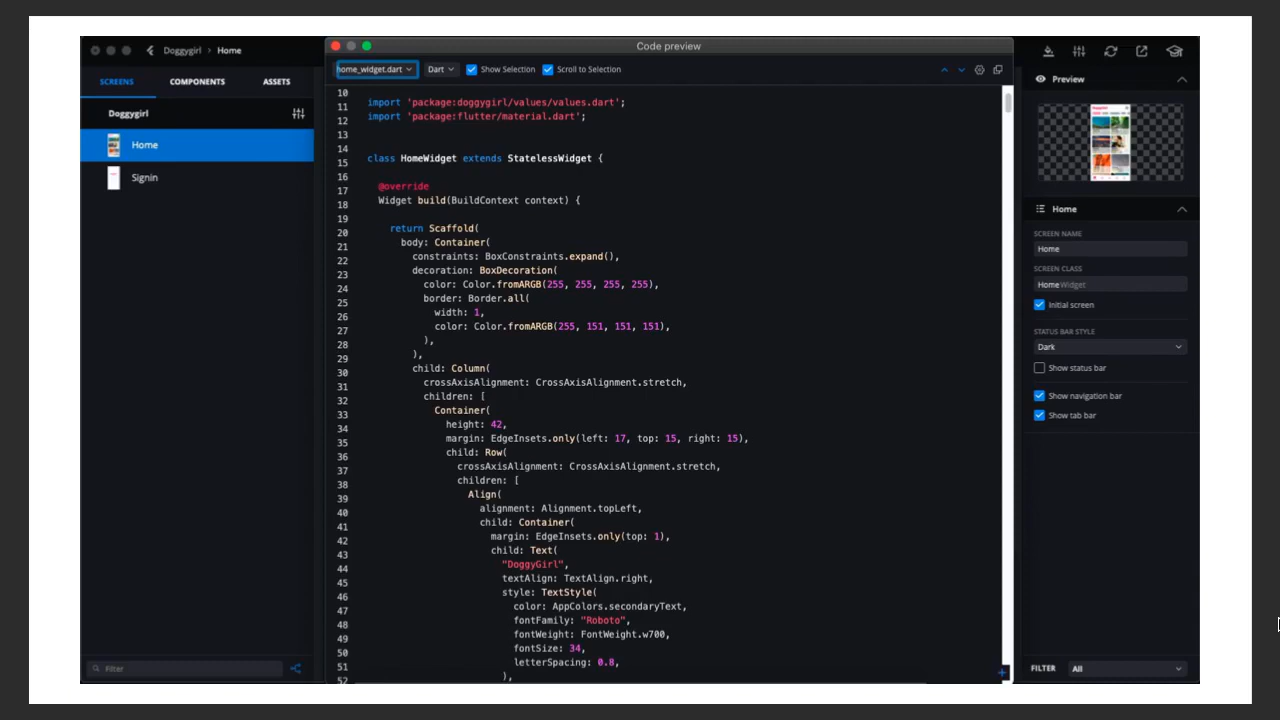 Doggygirl > Home
SCREENS COMPONENTS ASSETS
Doggygirl
Home
Signin
Filter
Code preview
home_widget.dart Dart Show Selection Scroll to Selection
10
11 import 'package:doggygirl/values/values.dart';
12 import 'package:flutter/material.dart';
13
14
15 class HomeWidget extends StatelessWidget {
16
17 @override
18 Widget build(BuildContext context) {
19
20 return Scaffold(
21 body: Container(
22 constraints: BoxConstraints.expand(),
23 decoration: BoxDecoration(
24 color: Color.fromARGB(255, 255, 255, 255),
25 border: Border.all(
26 width: 1,
27 color: Color.fromARGB(255, 151, 151, 151),
28 ),
29 ),
30 child: Column(
31 crossAxisAlignment: CrossAxisAlignment.stretch,
32 children: [
33 Container(
34 height: 42,
35 margin: EdgeInsets.only(left: 17, top: 15, right: 15),
36 child: Row(
37 crossAxisAlignment: CrossAxisAlignment.stretch,
38 children: [
39 Align(
40 alignment: Alignment.topLeft,
41 child: Container(
42 margin: EdgeInsets.only(top: 1),
43 child: Text(
44 "DoggyGirl",
45 textAlign: TextAlign.right,
46 style: TextStyle(
47 color: AppColors.secondaryText,
48 fontFamily: "Roboto",
49 fontWeight: FontWeight.w700,
50 fontSize: 34,
51 letterSpacing: 0.8,
52 ),
Preview
Home
SCREEN NAME
Home
SCREEN CLASS
HomeWidget
Initial screen
STATUS BAR STYLE
Dark
Show status bar
Show navigation bar
Show tab bar
FILTER All